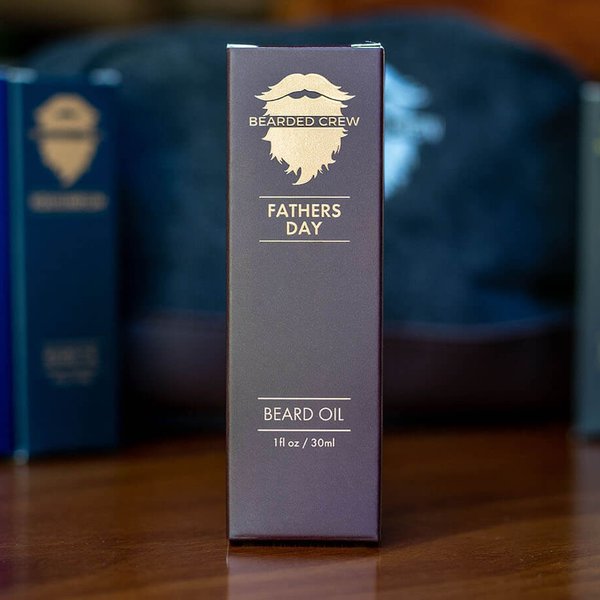 BEARDED CREW
FATHERS
DAY
BEARD OIL
1fl oz / 30ml